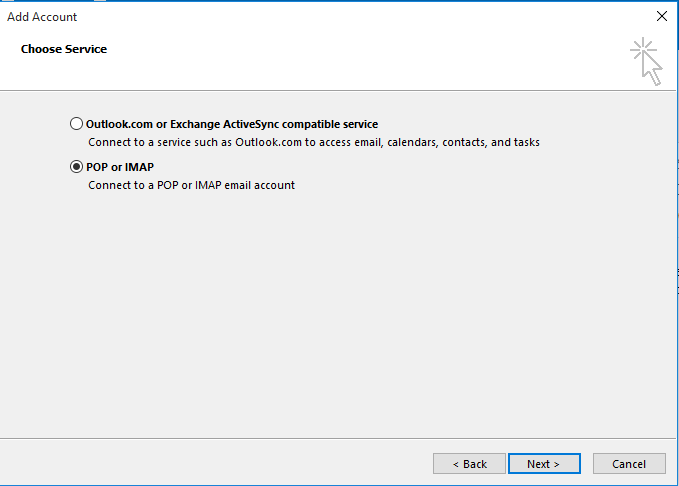 Add Account
Choose Service
Outlook.com or Exchange ActiveSync compatible service
Connect to a service such as Outlook.com to access email, calendars, contacts, and tasks
POP or IMAP
Connect to a POP or IMAP email account
< Back Next > Cancel